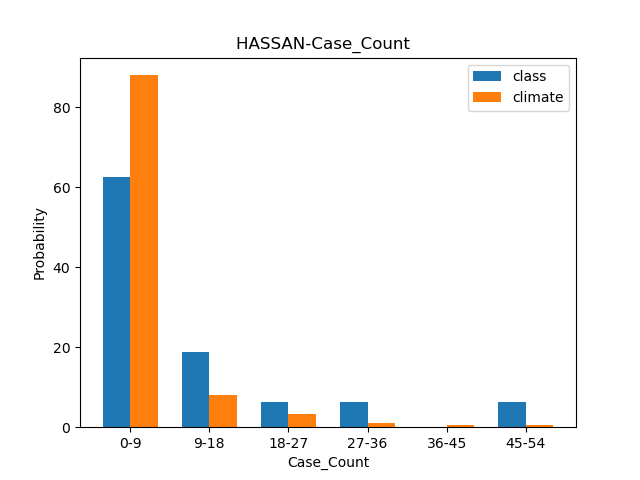 HASSAN-Case_Count
class
climate
Probability
80
60
40
20
0
0-9 9-18 18-27 27-36 36-45 45-54
Case_Count